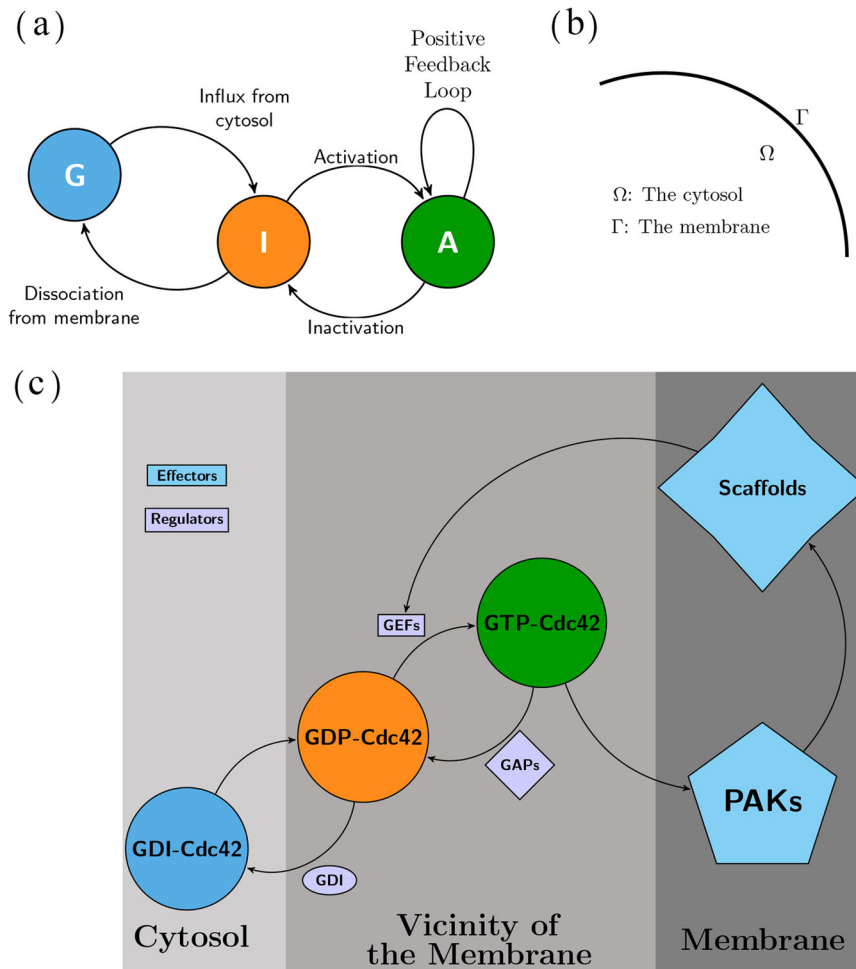 (a)
Positive
Feedback
Loop
Influx from
cytosol
Activation
G
I
A
Dissociation
from membrane
Inactivation
(b)
Γ
Ω
Ω: The cytosol
Γ: The membrane
(c)
Effectors
Regulators
Scaffolds
GEFs
GTP-Cdc42
GDP-Cdc42
GAPs
PAKs
GDI-Cdc42
GDI
Cytosol
Vicinity of
the Membrane
Membrane